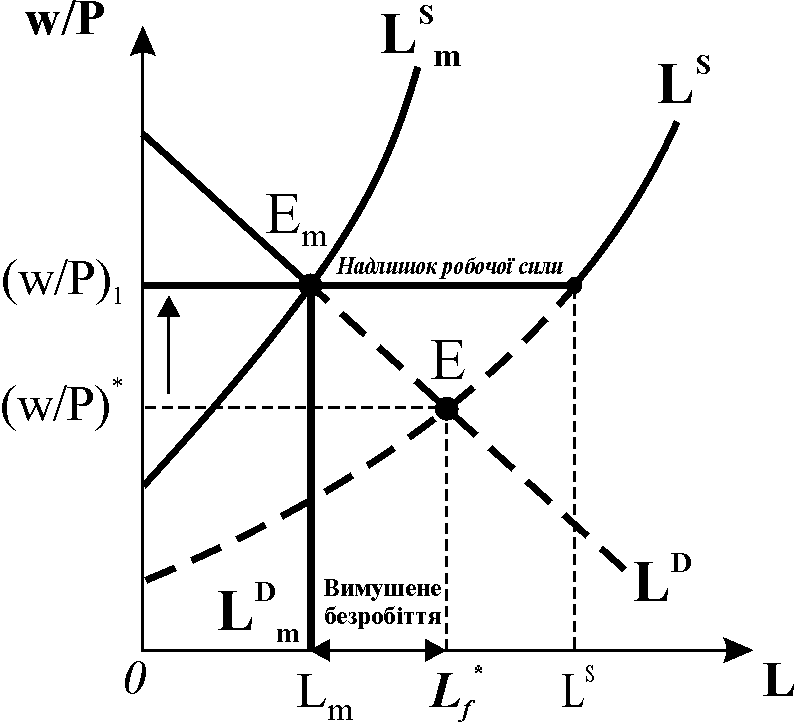 w/P
L^S_m
L^S
E_m
Надлишок робочої сили
(w/P)_1
E
(w/P)^*
L^D
L^D_m
Вимушене
безробіття
0
L_m
L_f^*
L^S
L